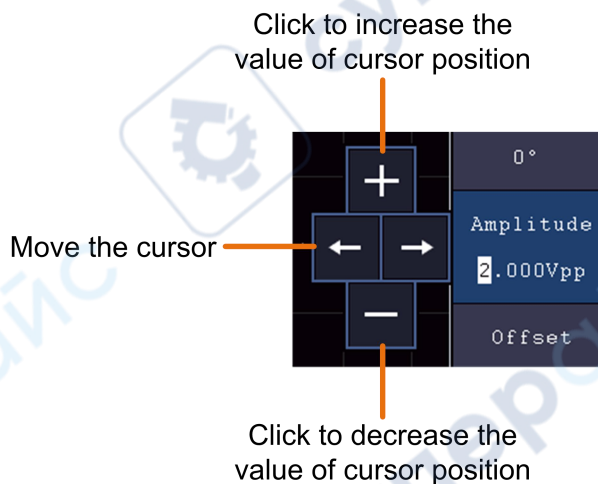 Click to increase the
value of cursor position
0°
Amplitude
Move the cursor
2.000Vpp
Offset
Click to decrease the
value of cursor position